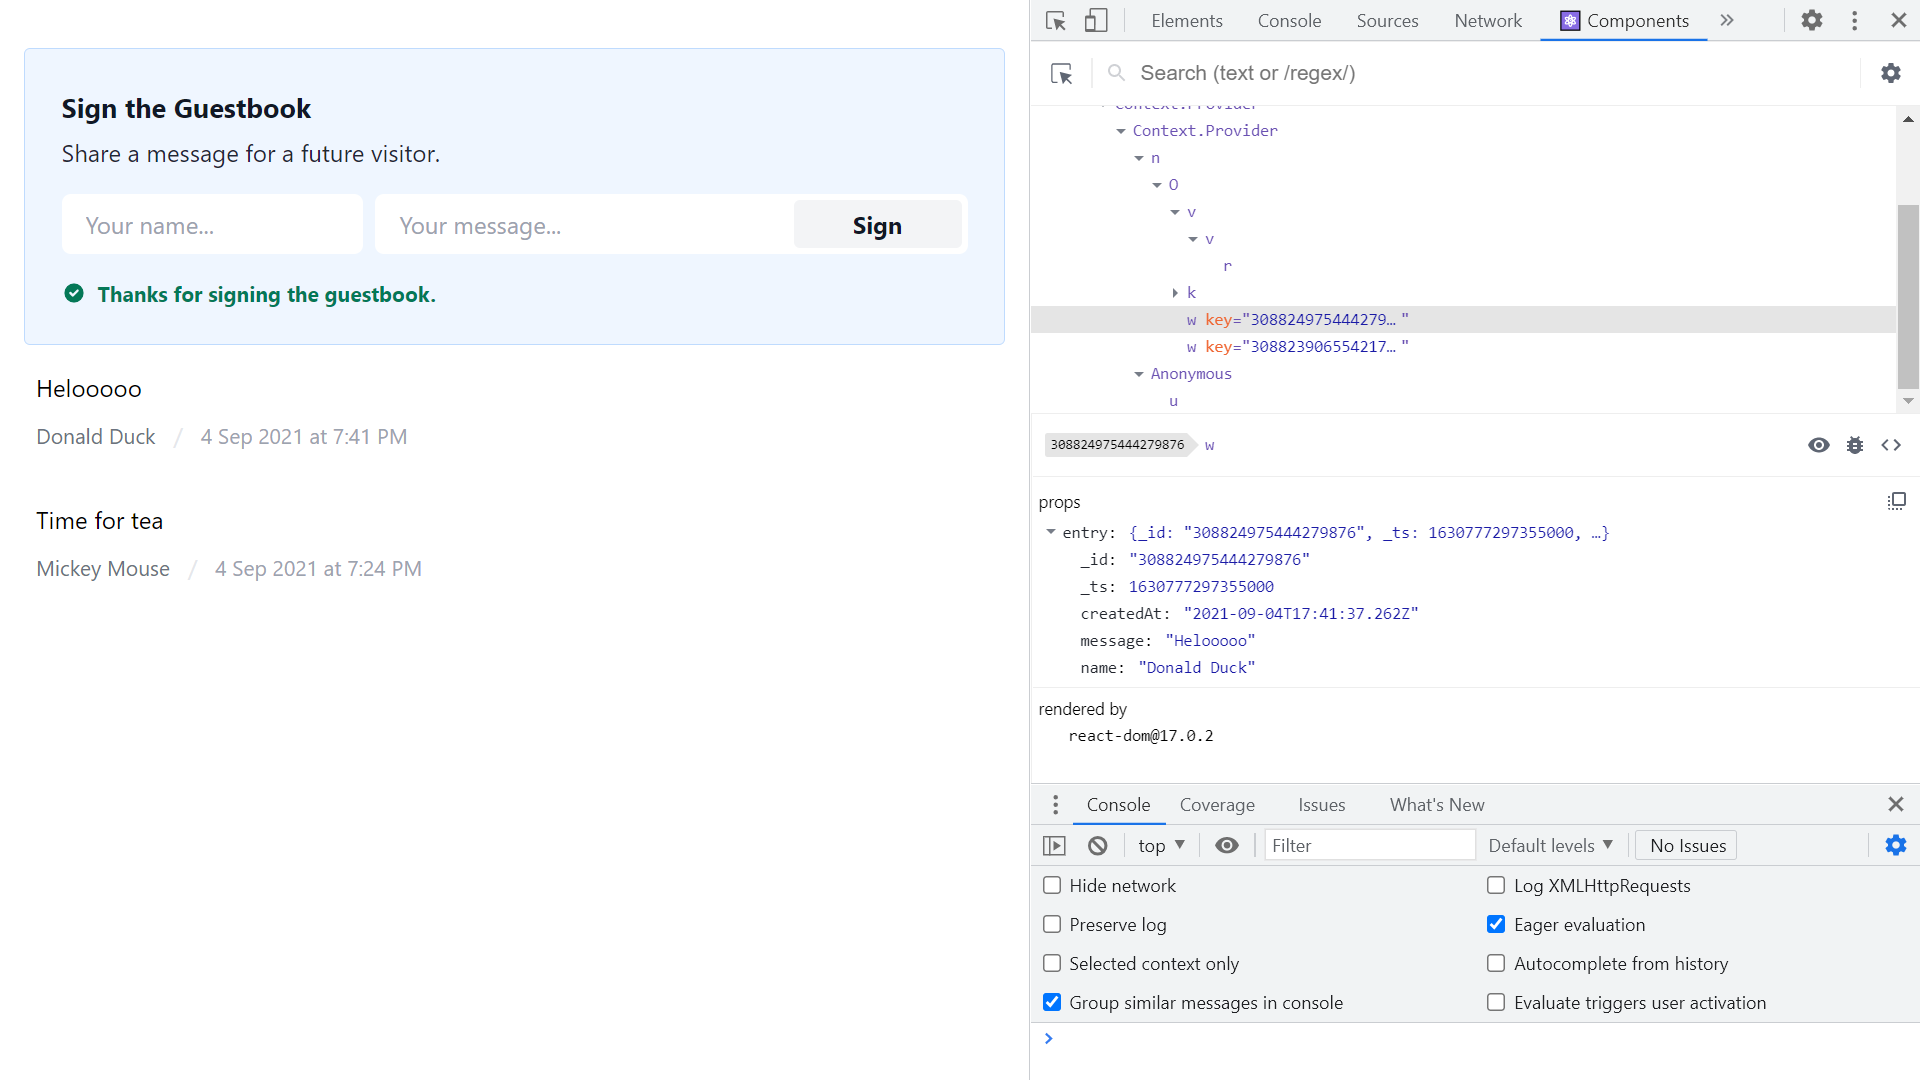 Sign the Guestbook
Share a message for a future visitor.
Your name...
Your message...
Sign
Thanks for signing the guestbook.
Helooooo
Donald Duck / 4 Sep 2021 at 7:41 PM
Time for tea
Mickey Mouse / 4 Sep 2021 at 7:24 PM
Elements Console Sources Network Components »
Search (text or /regex/)
Context.Provider
Context.Provider
n
O
v
v
r
k
w key="308824975444279… "
w key="308823906554217… "
Anonymous
u
308824975444279876 w
props
entry: {_id: "308824975444279876", _ts: 1630777297355000, …}
_id: "308824975444279876"
_ts: 1630777297355000
createdAt: "2021-09-04T17:41:37.262Z"
message: "Helooooo"
name: "Donald Duck"
rendered by
react-dom@17.0.2
Console Coverage Issues What's New
top Filter Default levels No Issues
Hide network Log XMLHttpRequests
Preserve log Eager evaluation
Selected context only Autocomplete from history
Group similar messages in console Evaluate triggers user activation